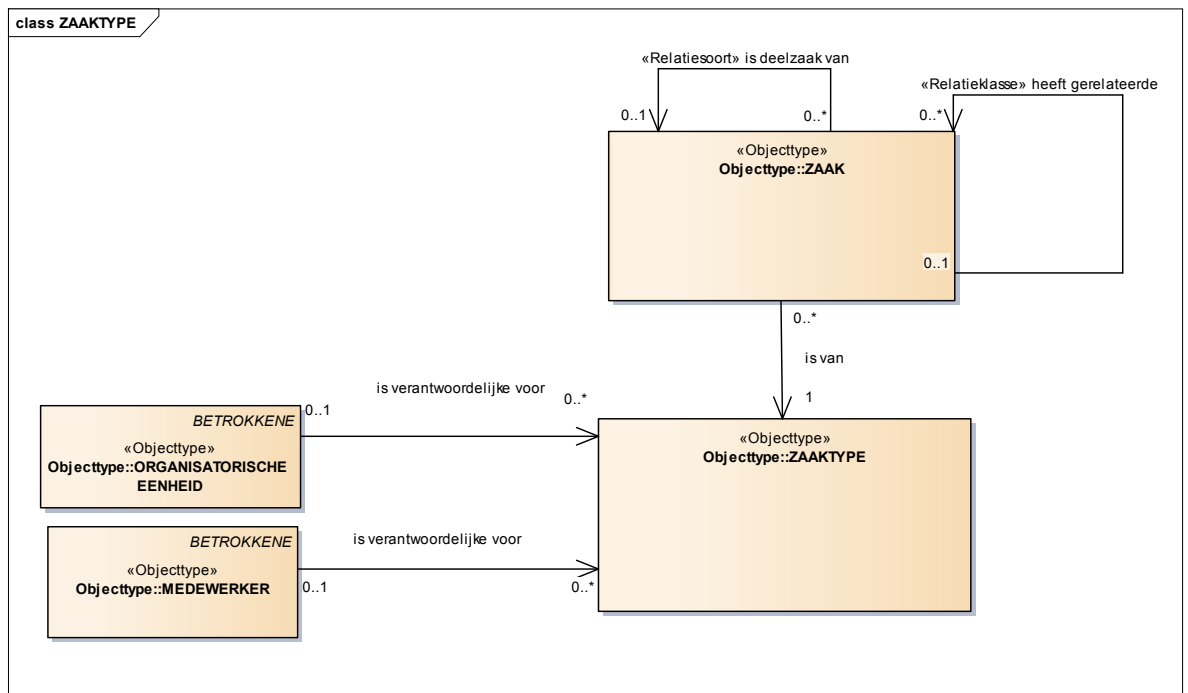 class ZAAKTYPE
«Relatiesoort» is deelzaak van
«Relatieklasse» heeft gerelateerde
0..1
0..*
0..*
«Objecttype»
Objecttype::ZAAK
0..1
0..*
is van
1
is verantwoordelijke voor
0..*
0..1
BETROKKENE
«Objecttype»
Objecttype::ORGANISATORISCHE
EENHEID
«Objecttype»
Objecttype::ZAAKTYPE
is verantwoordelijke voor
BETROKKENE
«Objecttype»
Objecttype::MEDEWERKER
0..1
0..*